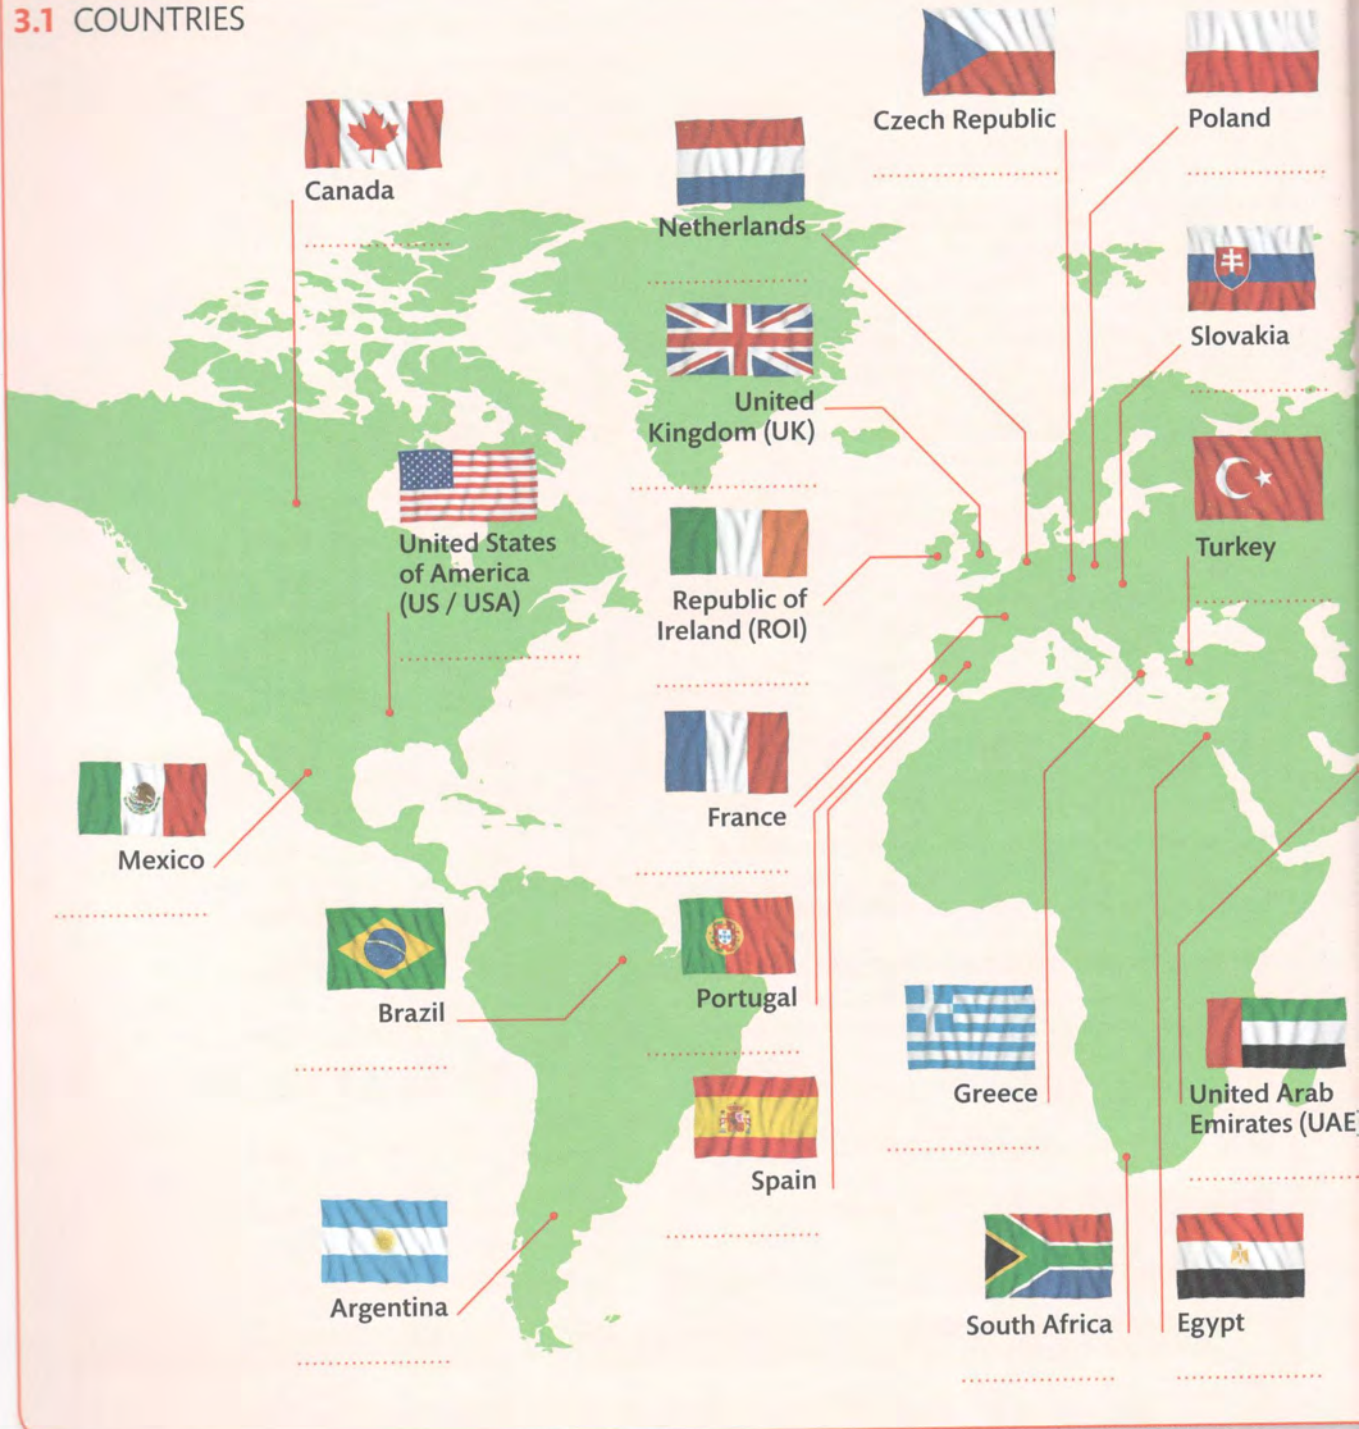 3.1 COUNTRIES
Czech Republic
Poland
Canada
Netherlands
Slovakia
United
Kingdom (UK)
United States
of America
(US / USA)
Turkey
Republic of
Ireland (ROI)
France
Mexico
Brazil
Portugal
Greece
United Arab
Emirates (UAE)
Spain
Argentina
South Africa
Egypt